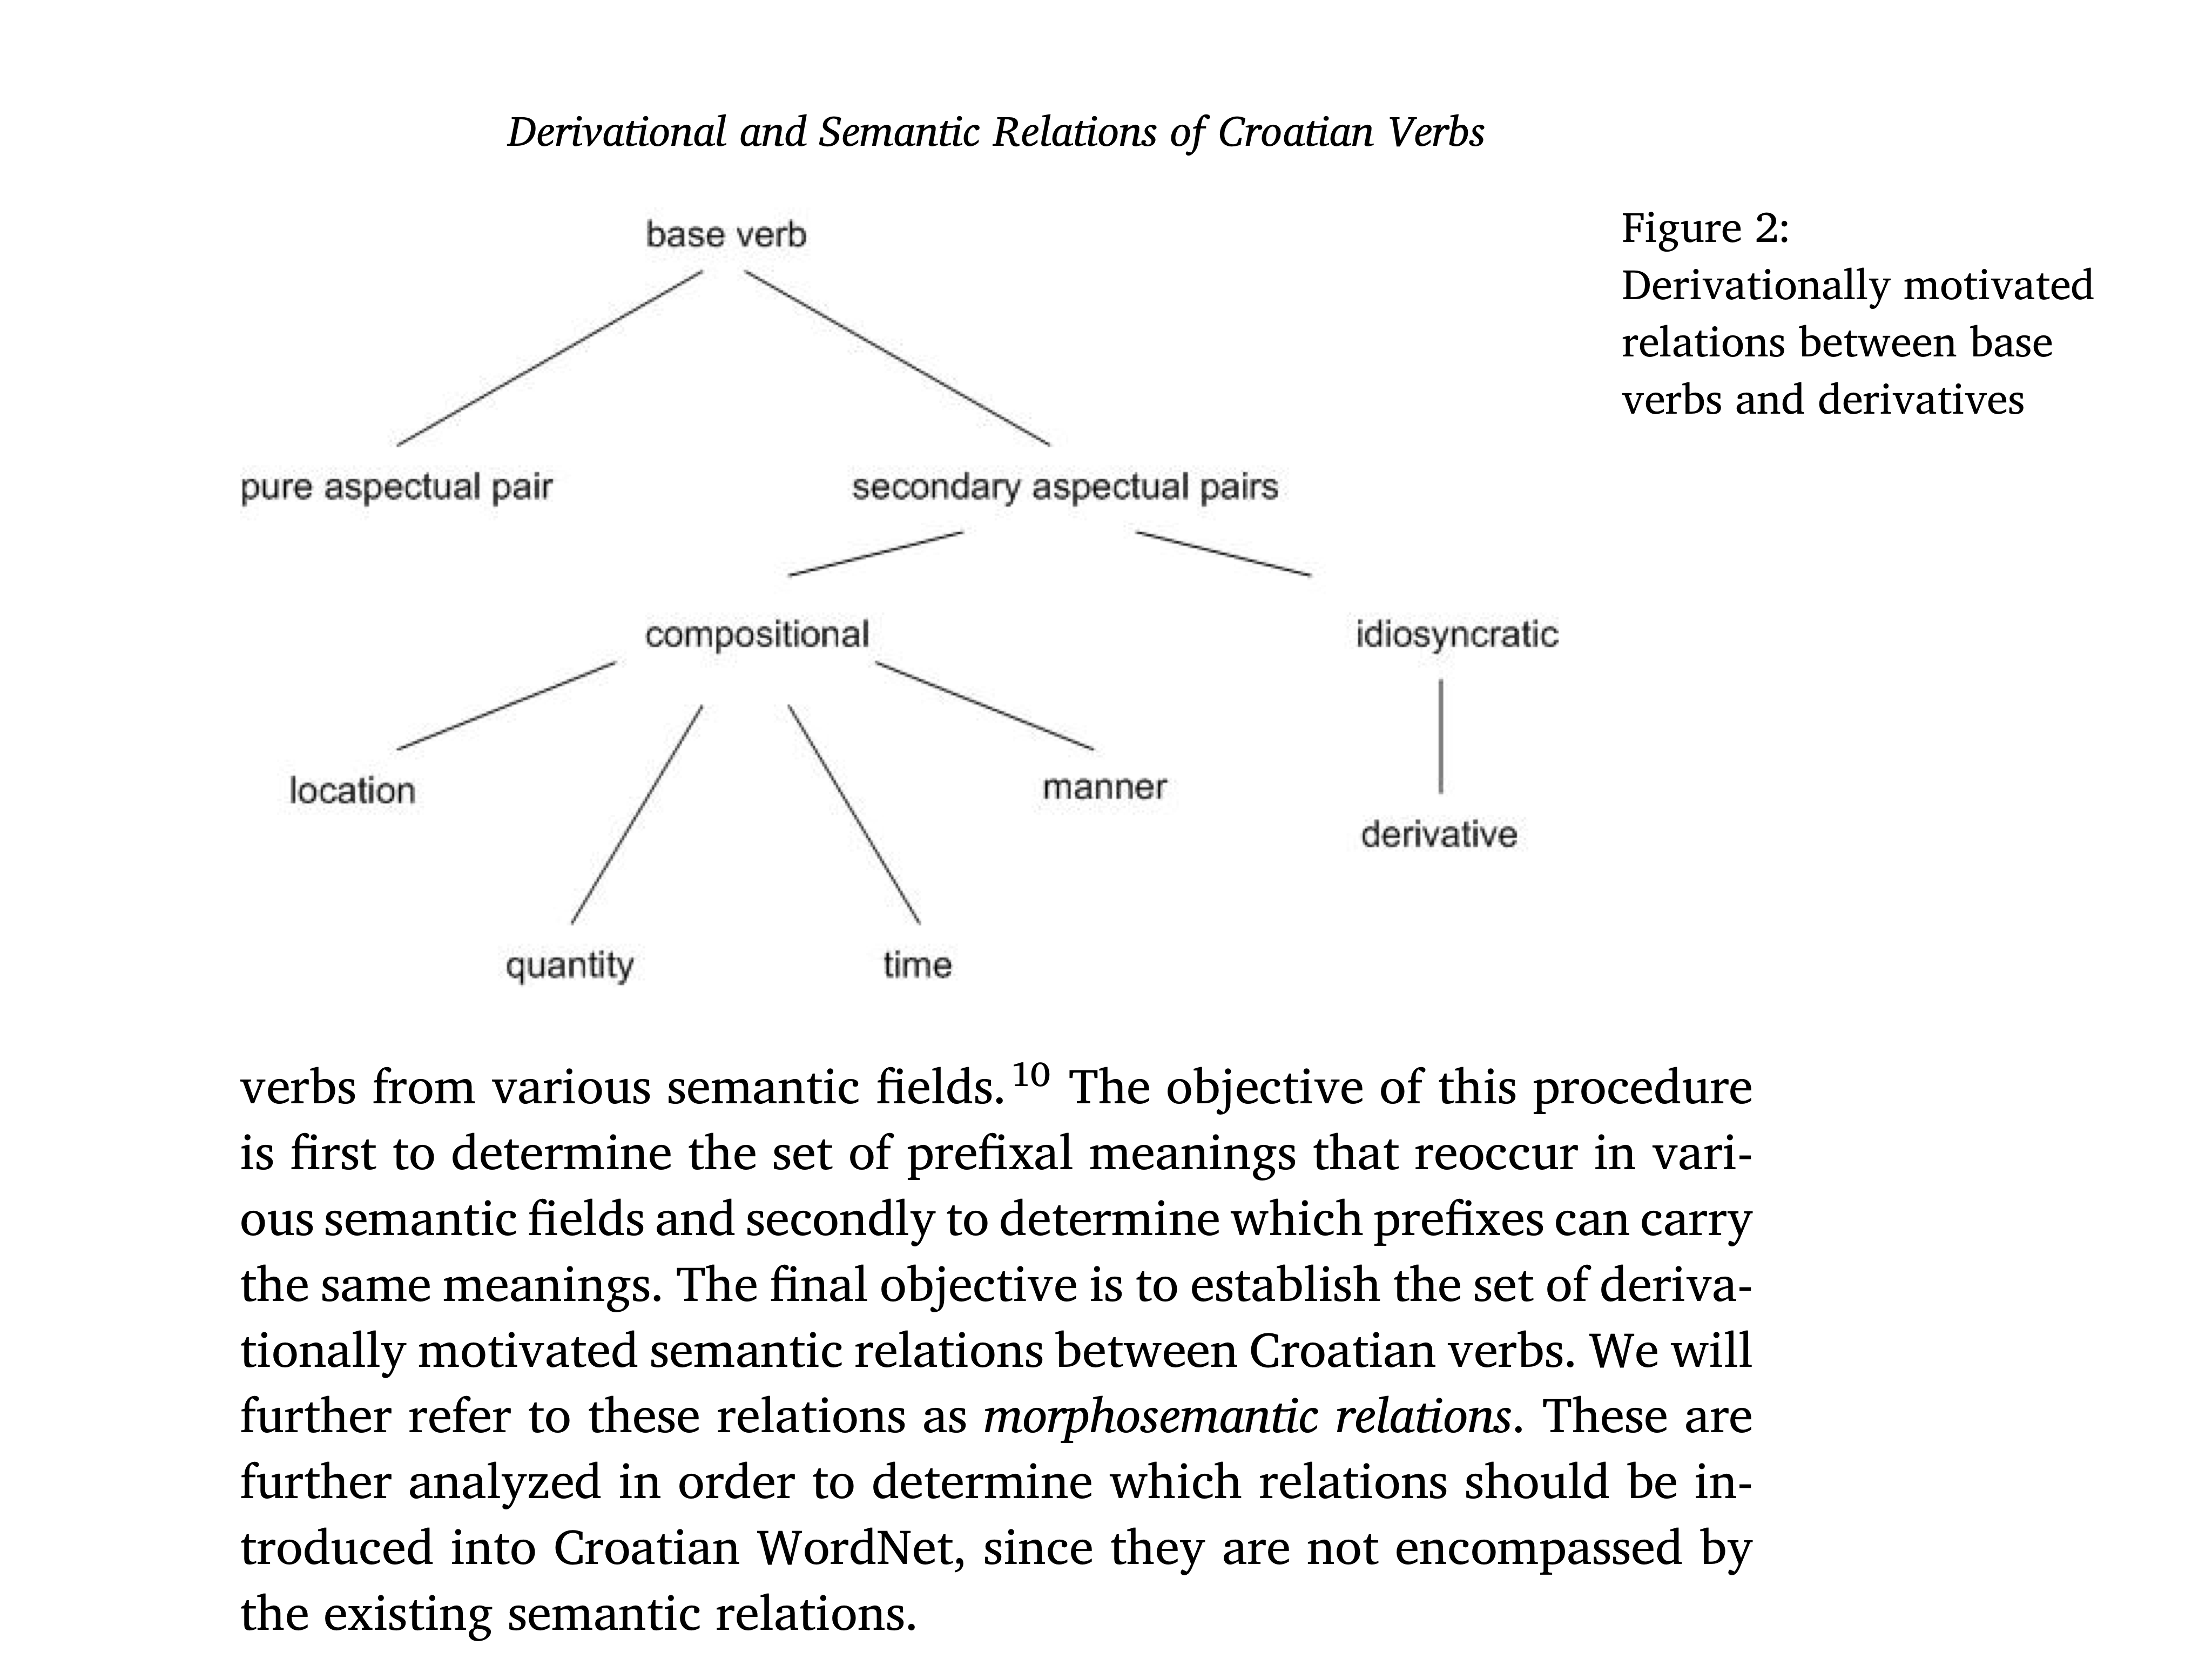 Derivational and Semantic Relations of Croatian Verbs
base verb
pure aspectual pair
secondary aspectual pairs
compositional
idiosyncratic
location
manner
derivative
quantity
time
Figure 2:
Derivationally motivated
relations between base
verbs and derivatives
verbs from various semantic fields.10 The objective of this procedure
is first to determine the set of prefixal meanings that reoccur in vari-
ous semantic fields and secondly to determine which prefixes can carry
the same meanings. The final objective is to establish the set of deriva-
tionally motivated semantic relations between Croatian verbs. We will
further refer to these relations as morphosemantic relations. These are
further analyzed in order to determine which relations should be in-
troduced into Croatian WordNet, since they are not encompassed by
the existing semantic relations.